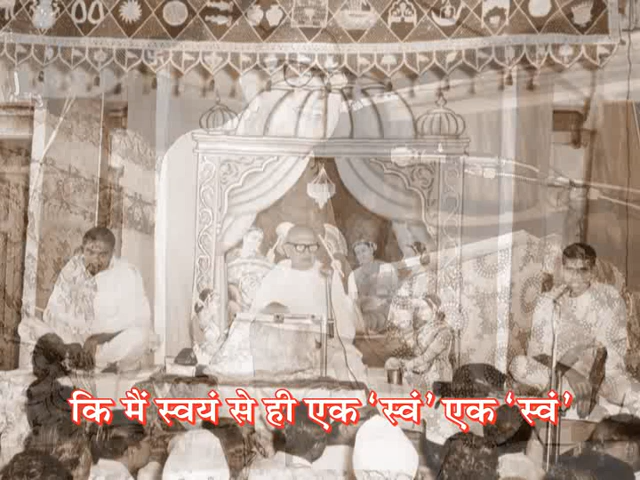 कि मैं स्वयं से ही एक ‘स्वं’ एक ‘स्वं’